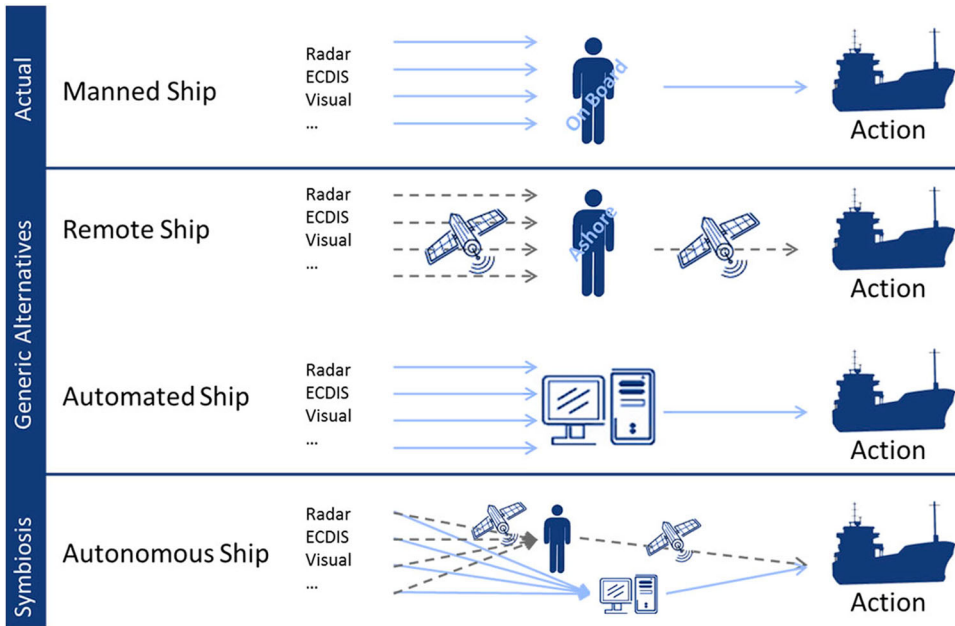 Actual
Manned Ship
Radar
ECDIS
Visual
...
On Board
Action
Generic Alternatives
Remote Ship
Radar
ECDIS
Visual
...
Ashore
Action
Automated Ship
Radar
ECDIS
Visual
...
Action
Symbiosis
Autonomous Ship
Radar
ECDIS
Visual
...
Action